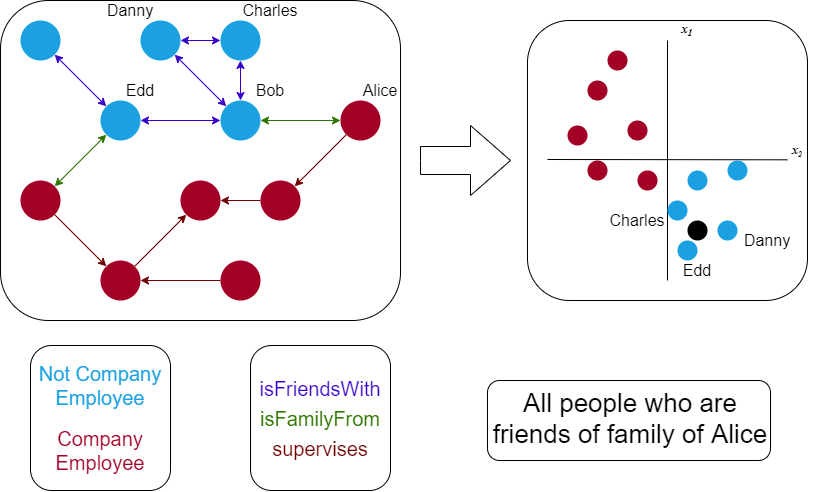 Danny
Charles
Edd
Bob
Alice
x1
x2
Charles
Danny
Edd
Not Company
Employee
Company
Employee
isFriendsWith
isFamilyFrom
supervises
All people who are
friends of family of Alice